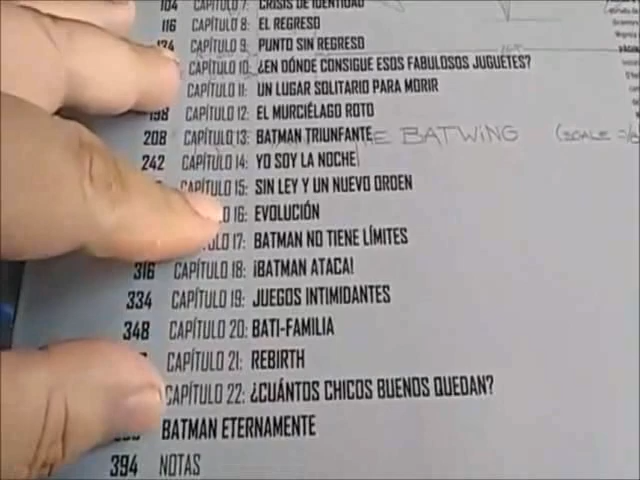 104 CAPÍTULO 7: CRISIS DE IDENTIDAD
116 CAPÍTULO 8: EL REGRESO
134 CAPÍTULO 9: PUNTO SIN REGRESO
CAPÍTULO 10: ¿EN DÓNDE CONSIGUE ESOS FABULOSOS JUGUETES?
CAPÍTULO 11: UN LUGAR SOLITARIO PARA MORIR
198 CAPÍTULO 12: EL MURCIÉLAGO ROTO
208 CAPÍTULO 13: BATMAN TRIUNFANTE BATWING
242 CAPÍTULO 14: YO SOY LA NOCHE
CAPÍTULO 15: SIN LEY Y UN NUEVO ORDEN
16: EVOLUCIÓN
17: BATMAN NO TIENE LÍMITES
316 CAPÍTULO 18: ¡BATMAN ATACA!
334 CAPÍTULO 19: JUEGOS INTIMIDANTES
348 CAPÍTULO 20: BATI-FAMILIA
CAPÍTULO 21: REBIRTH
CAPÍTULO 22: ¿CUÁNTOS CHICOS BUENOS QUEDAN?
BATMAN ETERNAMENTE
394 NOTAS